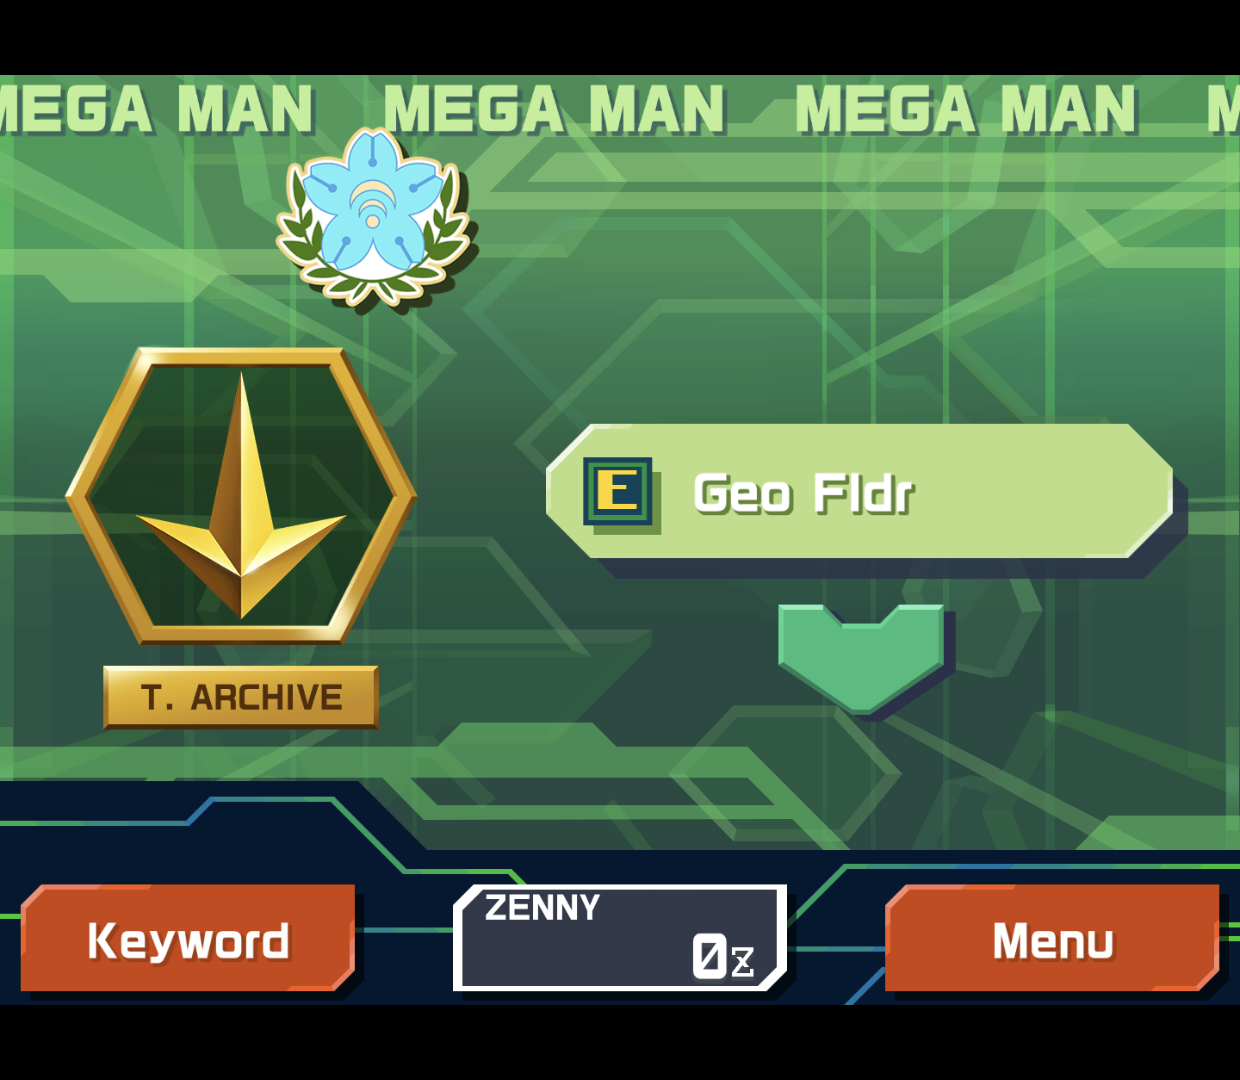 MEGA MAN MEGA MAN MEGA MAN M
E Geo Fldr
T. ARCHIVE
Keyword
ZENNY
0z
Menu